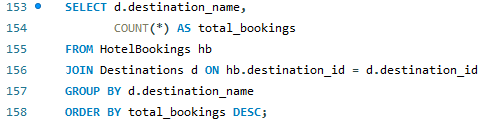 153 SELECT d.destination_name,
154 COUNT(*) AS total_bookings
155 FROM HotelBookings hb
156 JOIN Destinations d ON hb.destination_id = d.destination_id
157 GROUP BY d.destination_name
158 ORDER BY total_bookings DESC;